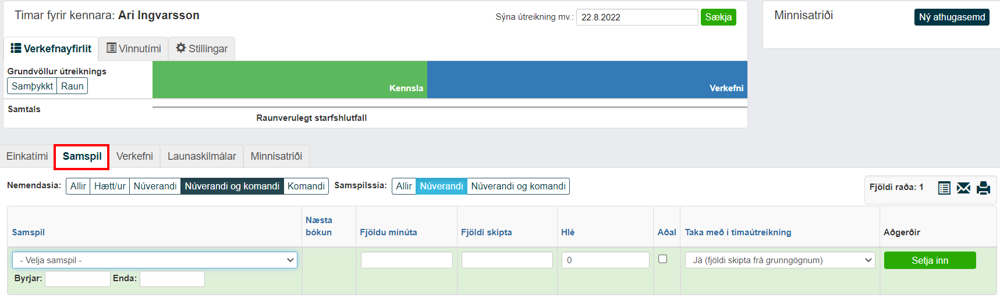 Timar fyrir kennara: Ari Ingvarsson
Sýna útreikning mv.: 22.8.2022 Sækja
Minnisatriði
Ný athugasemd
Verkefnayfirlit
Vinnutími
Stillingar
Grundvöllur útreiknings
Samþykkt Raun
Kennsla
Verkefni
Samtals
Raunverulegt starfshlutfall
Einkatími Samspil Verkefni Launaskilmálar Minnisatriði
Nemendasía: Allir Hætt/ur Núverandi Núverandi og komandi Komandi Samspilssía: Allir Núverandi Núverandi og komandi
Fjöldi raða: 1
Samspil
Næsta
bókun
Fjöldu mínúta
Fjöldi skipta
Hlé
Aðal
Taka með í tímaútreikning
Aðgerðir
- Velja samspil -
0
Já (fjöldi skipta frá grunngögnum)
Setja inn
Byrjar:
Enda: